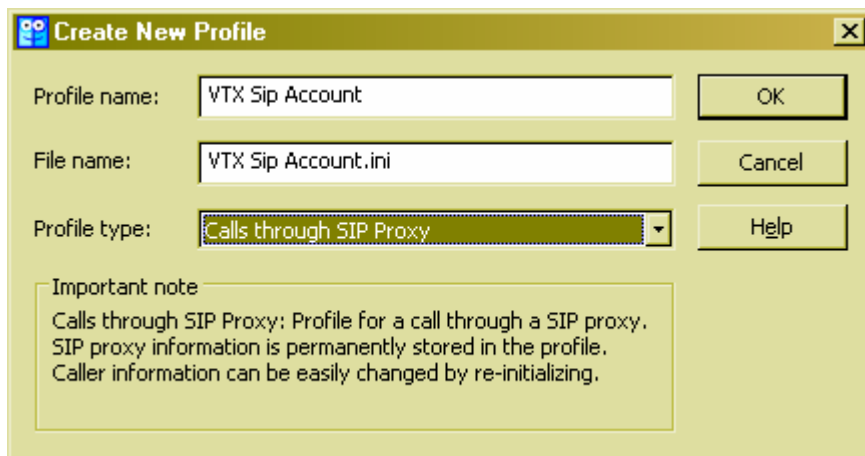 Create New Profile
Profile name:
VTX Sip Account
OK
File name:
VTX Sip Account.ini
Cancel
Profile type:
Calls through SIP Proxy
Help
Important note
Calls through SIP Proxy: Profile for a call through a SIP proxy.
SIP proxy information is permanently stored in the profile.
Caller information can be easily changed by re-initializing.